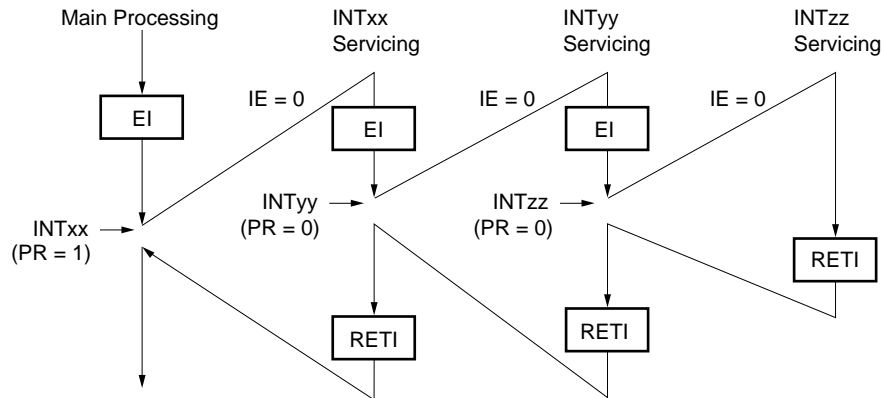 Main Processing
INTxx
Servicing
INTyy
Servicing
INTzz
Servicing
IE = 0
IE = 0
IE = 0
EI
EI
EI
INTxx
(PR = 1)
INTyy
(PR = 0)
INTzz
(PR = 0)
RETI
RETI
RETI